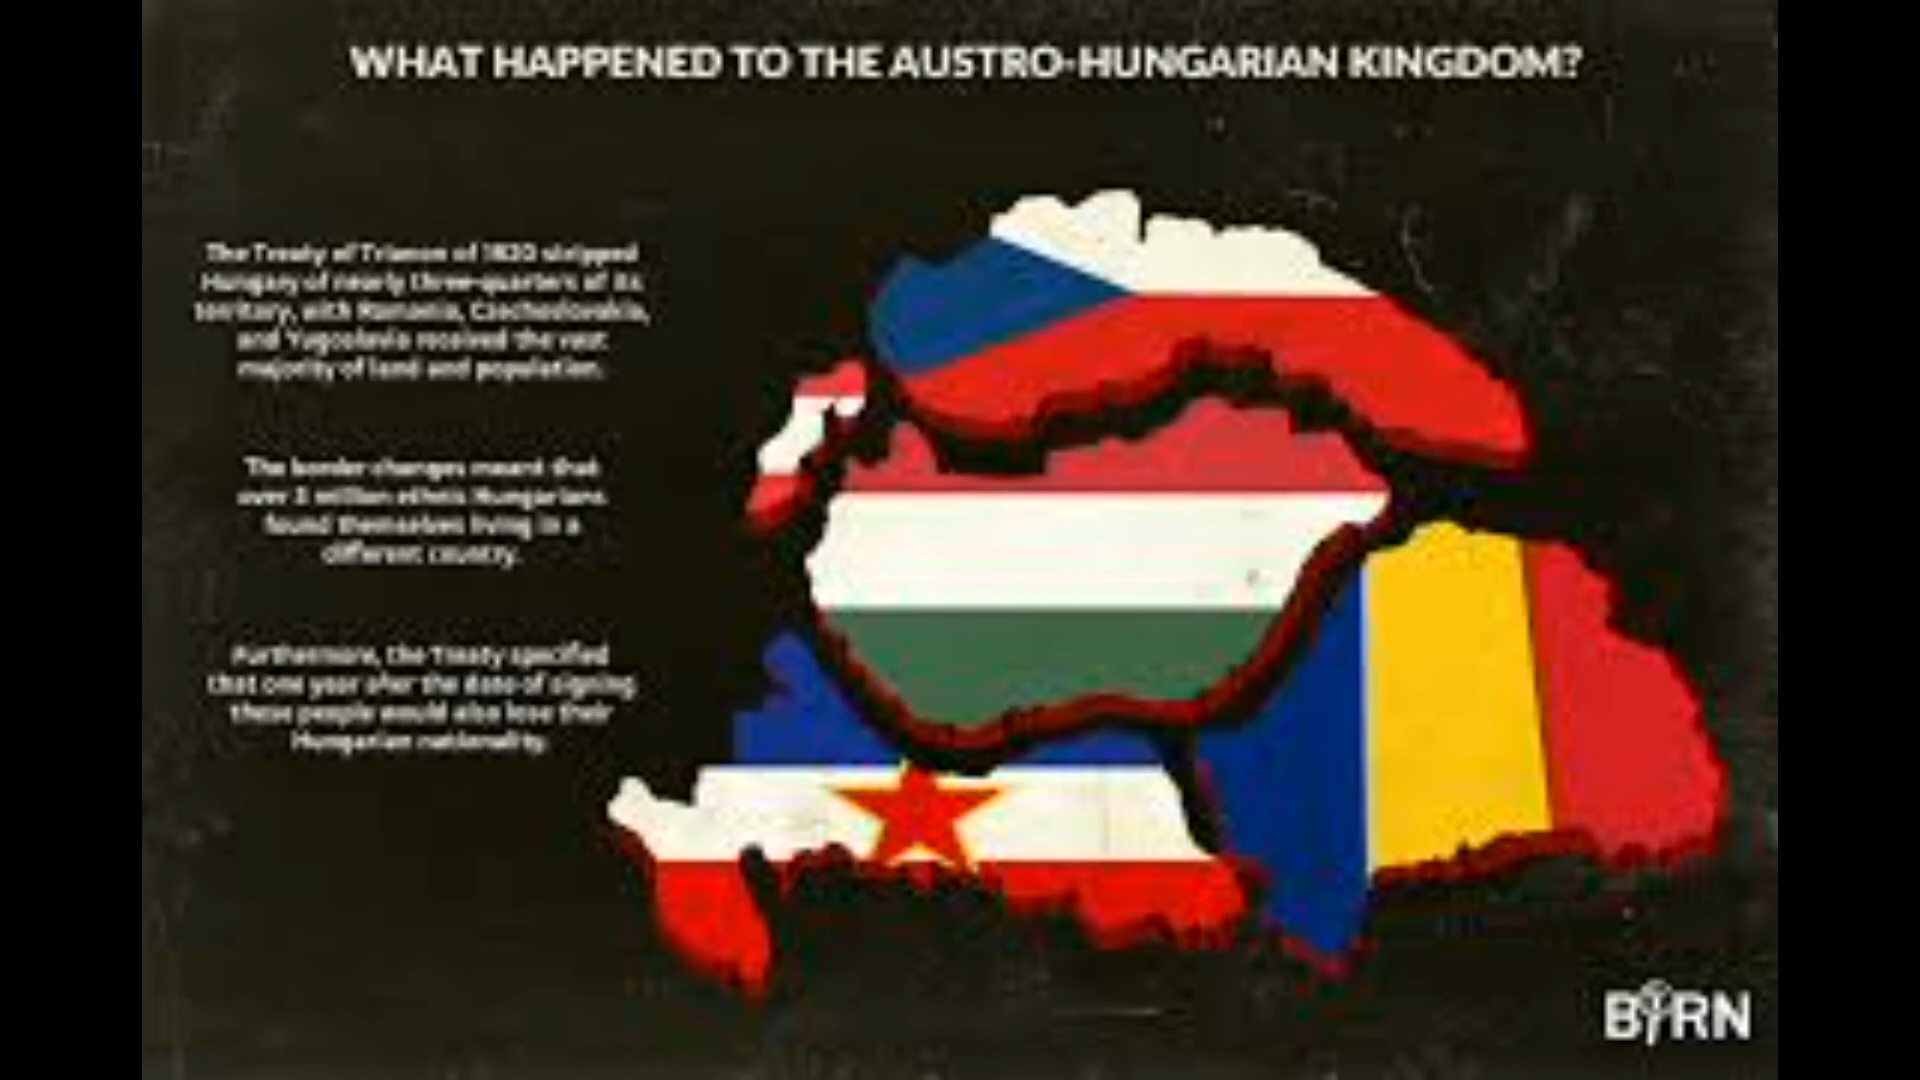 WHAT HAPPENED TO THE AUSTRO-HUNGARIAN KINGDOM?
The Treaty of Trianon of 1920 stripped
Hungary of nearly three-quarters of its
territory, with Romania, Czechoslovakia,
and Yugoslavia received the vast
majority of land and population.
The border changes meant that
over 3 million ethnic Hungarians
found themselves living in a
different country.
Furthermore, the Treaty specified
that one year after the date of signing
these people would also lose their
Hungarian nationality.
BIRN